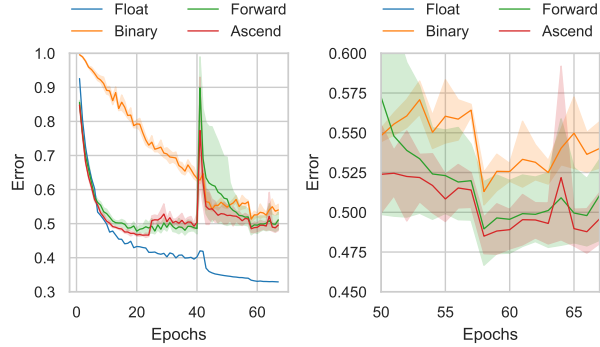 Float Forward
Binary Ascend
1.0
0.9
0.8
0.7
0.6
0.5
0.4
0.3
Error
0 20 40 60
Epochs
Float Forward
Binary Ascend
0.600
0.575
0.550
0.525
0.500
0.475
0.450
Error
50 55 60 65
Epochs